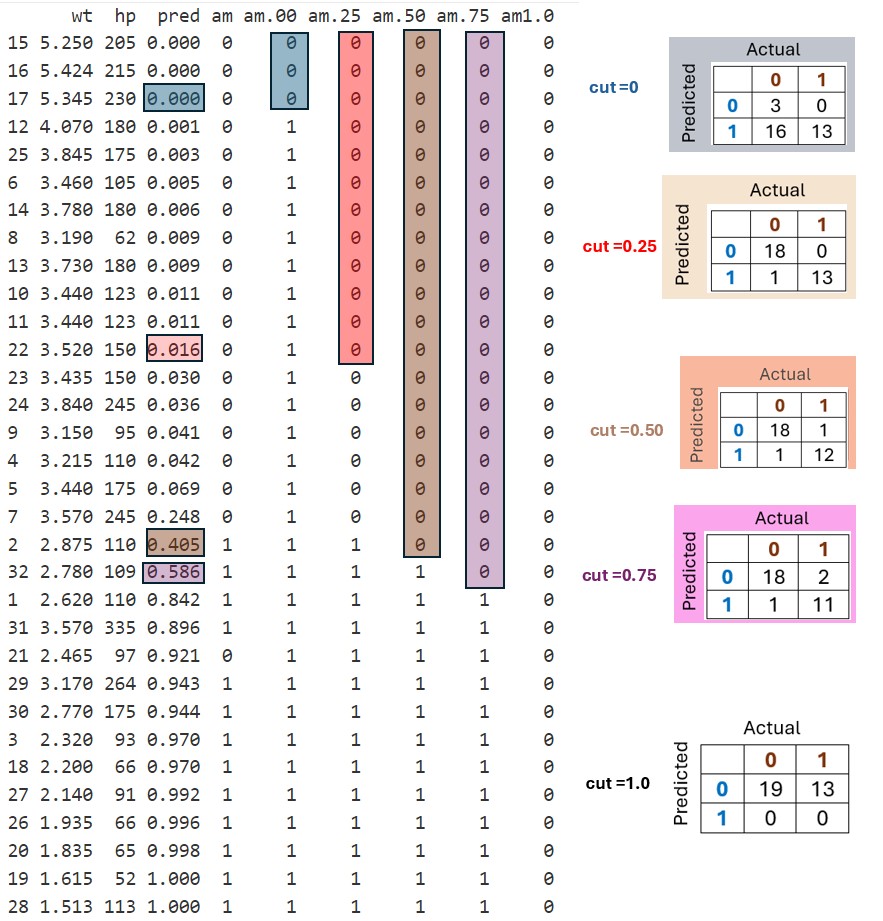 wt hp pred am am.00 am.25 am.50 am.75 am1.0
15 5.250 205 0.000 0 0 0 0 0 0
16 5.424 215 0.000 0 0 0 0 0 0
17 5.345 230 0.000 0 0 0 0 0 0
12 4.070 180 0.001 0 1 0 0 0 0
25 3.845 175 0.003 0 1 0 0 0 0
6 3.460 105 0.005 0 1 0 0 0 0
14 3.780 180 0.006 0 1 0 0 0 0
8 3.190 62 0.009 0 1 0 0 0 0
13 3.730 180 0.009 0 1 0 0 0 0
10 3.440 123 0.011 0 1 0 0 0 0
11 3.440 123 0.011 0 1 0 0 0 0
22 3.520 150 0.016 0 1 0 0 0 0
23 3.435 150 0.030 0 1 0 0 0 0
24 3.840 245 0.036 0 1 0 0 0 0
9 3.150 95 0.041 0 1 0 0 0 0
4 3.215 110 0.042 0 1 0 0 0 0
5 3.440 175 0.069 0 1 0 0 0 0
7 3.570 245 0.248 0 1 0 0 0 0
2 2.875 110 0.405 1 1 1 0 0 0
32 2.780 109 0.586 1 1 1 1 0 0
1 2.620 110 0.842 1 1 1 1 1 0
31 3.570 335 0.896 1 1 1 1 1 0
21 2.465 97 0.921 0 1 1 1 1 0
29 3.170 264 0.943 1 1 1 1 1 0
30 2.770 175 0.944 1 1 1 1 1 0
3 2.320 93 0.970 1 1 1 1 1 0
18 2.200 66 0.970 1 1 1 1 1 0
27 2.140 91 0.992 1 1 1 1 1 0
26 1.935 66 0.996 1 1 1 1 1 0
20 1.835 65 0.998 1 1 1 1 1 0
19 1.615 52 1.000 1 1 1 1 1 0
28 1.513 113 1.000 1 1 1 1 1 0
cut=0
Actual
Predicted
0 1
0 3 0
1 16 13
cut =0.25
Actual
Predicted
0 1
0 18 0
1 1 13
cut =0.50
Actual
Predicted
0 1
0 18 1
1 1 12
cut =0.75
Actual
Predicted
0 1
0 18 2
1 1 11
cut =1.0
Actual
Predicted
0 1
0 19 13
1 0 0